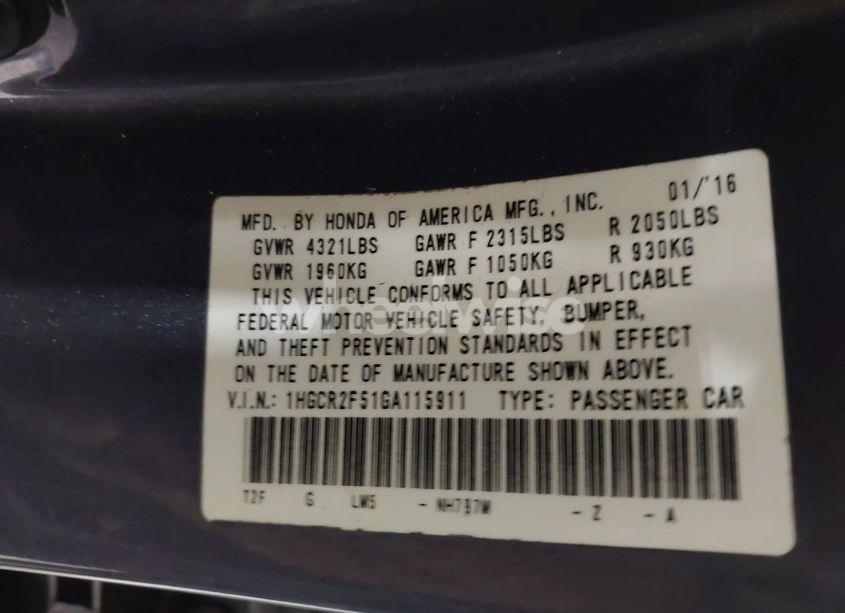 MFD. BY HONDA OF AMERICA MFG., INC. 01/'16
GVWR 4321LBS GAWR F 2315LBS R 2050LBS
GVWR 1960KG GAWR F 1050KG R 930KG
THIS VEHICLE CONFORMS TO ALL APPLICABLE
FEDERAL MOTOR VEHICLE SAFETY, BUMPER,
AND THEFT PREVENTION STANDARDS IN EFFECT
ON THE DATE OF MANUFACTURE SHOWN ABOVE.
V.I.N.: 1HGCR2F51GA115911 TYPE: PASSENGER CAR
T2F G LW5 - NH797M - Z - A